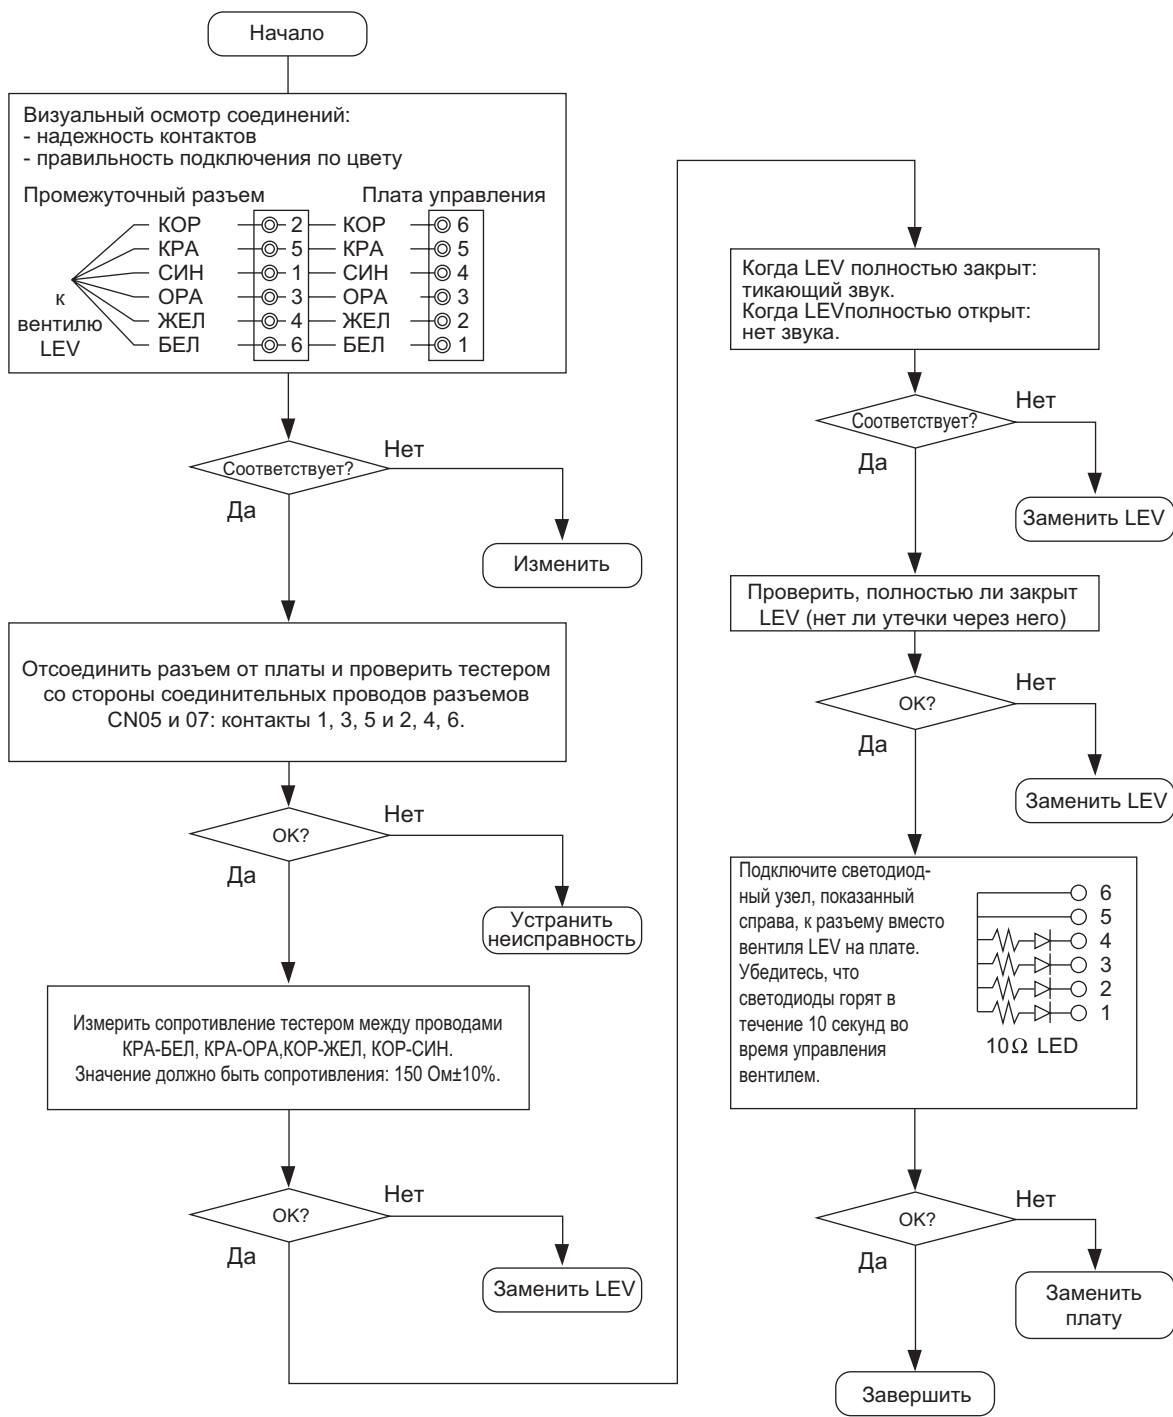 Начало
Визуальный осмотр соединений:
- надежность контактов
- правильность подключения по цвету
Промежуточный разъем Плата управления
КОР 2 КОР 6
КРА 5 КРА 5
СИН 1 СИН 4
ОРА 3 ОРА 3
ЖЕЛ 4 ЖЕЛ 2
БЕЛ 6 БЕЛ 1
к
вентилю
LEV
Соответствует?
Нет
Да
Изменить
Отсоединить разъем от платы и проверить тестером
со стороны соединительных проводов разъемов
CN05 и 07: контакты 1, 3, 5 и 2, 4, 6.
OK?
Нет
Да
Устранить
неисправность
Измерить сопротивление тестером между проводами
КРА-БЕЛ, КРА-ОРА,КОР-ЖЕЛ, КОР-СИН.
Значение должно быть сопротивления: 150 Ом±10%.
OK?
Нет
Да
Заменить LEV
Когда LEV полностью закрыт:
тикающий звук.
Когда LEVполностью открыт:
нет звука.
Соответствует?
Нет
Да
Заменить LEV
Проверить, полностью ли закрыт
LEV (нет ли утечки через него)
OK?
Нет
Да
Заменить LEV
Подключите светодиод-
ный узел, показанный
справа, к разъему вместо
вентиля LEV на плате.
Убедитесь, что
светодиоды горят в
течение 10 секунд во
время управления
вентилем.
6
5
4
3
2
1
10Ω LED
OK?
Нет
Да
Заменить
плату
Завершить